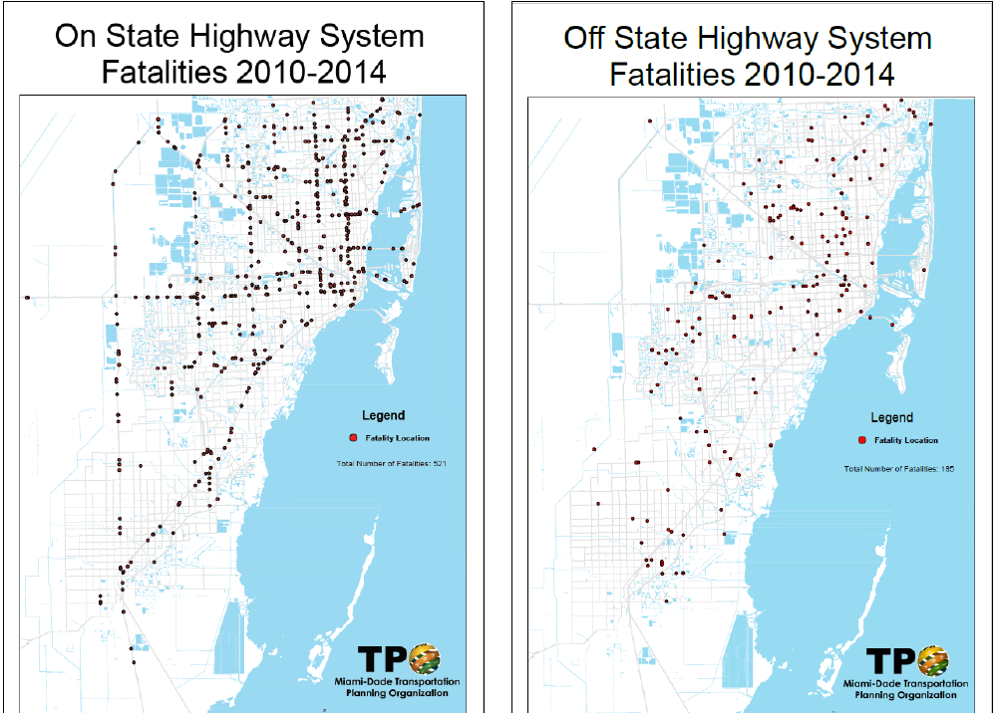 On State Highway System
Fatalities 2010-2014
Legend
Fatality Location
Total Number of Fatalities: 521
TPO
Miami-Dade Transportation
Planning Organization
Off State Highway System
Fatalities 2010-2014
Legend
Fatality Location
Total Number of Fatalities: 185
TPO
Miami-Dade Transportation
Planning Organization